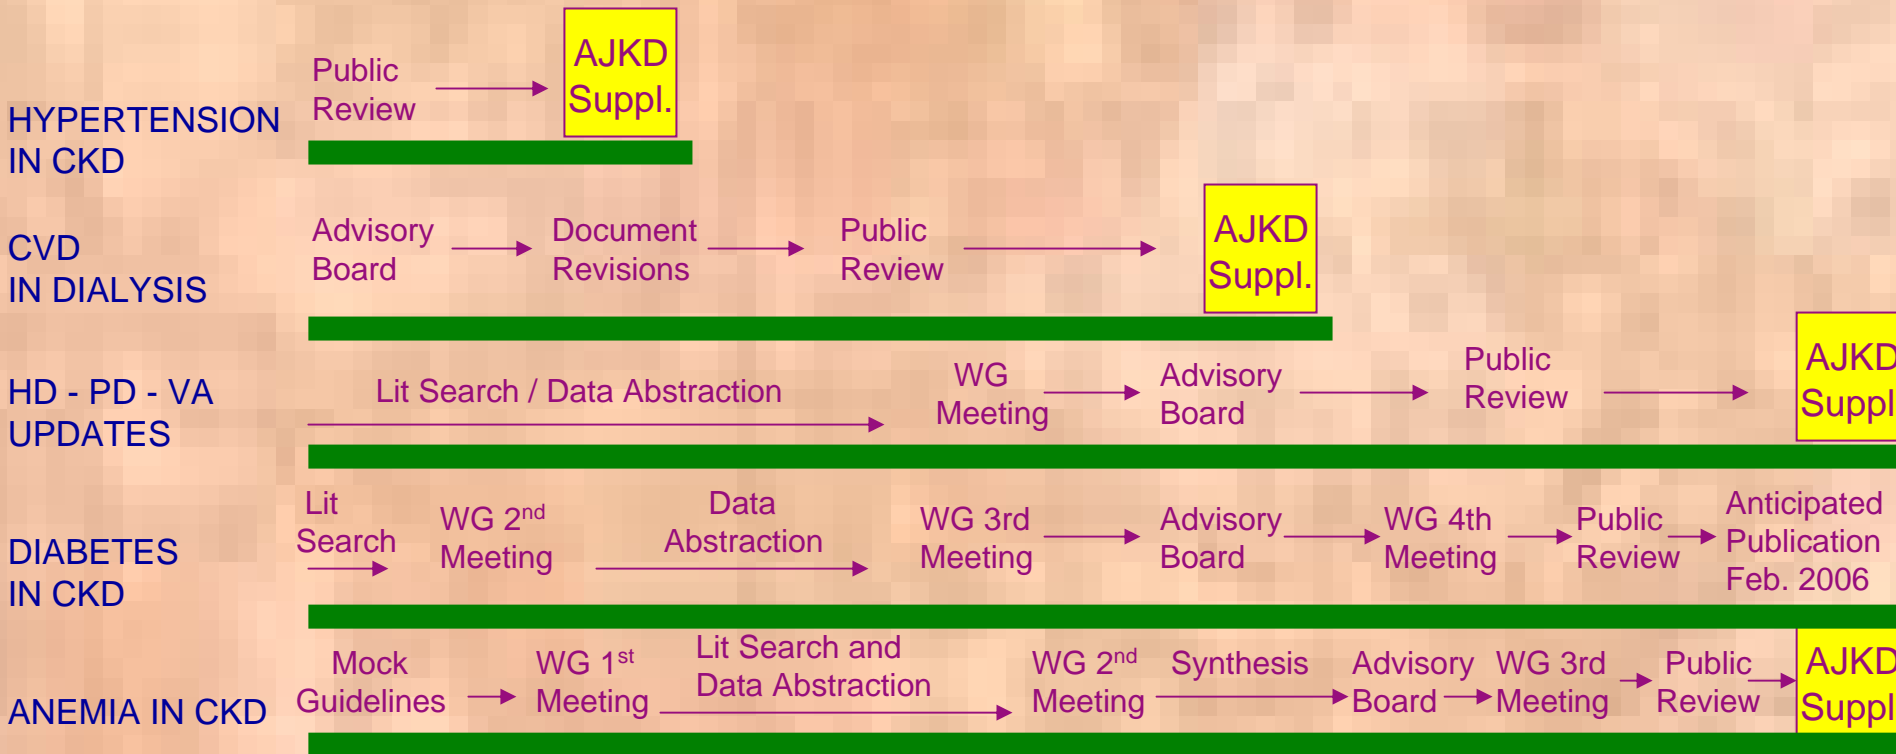 HYPERTENSION
IN CKD
Public
Review
AJKD
Suppl.
CVD
IN DIALYSIS
Advisory
Board
Document
Revisions
Public
Review
AJKD
Suppl.
HD - PD - VA
UPDATES
Lit Search / Data Abstraction
WG
Meeting
Advisory
Board
Public
Review
AJKD
Suppl
DIABETES
IN CKD
Lit
Search
WG 2nd
Meeting
Data
Abstraction
WG 3rd
Meeting
Advisory
Board
WG 4th
Meeting
Public
Review
Anticipated
Publication
Feb. 2006
ANEMIA IN CKD
Mock
Guidelines
WG 1st
Meeting
Lit Search and
Data Abstraction
WG 2nd
Meeting
Synthesis
Advisory
Board
WG 3rd
Meeting
Public
Review
AJKD
Suppl